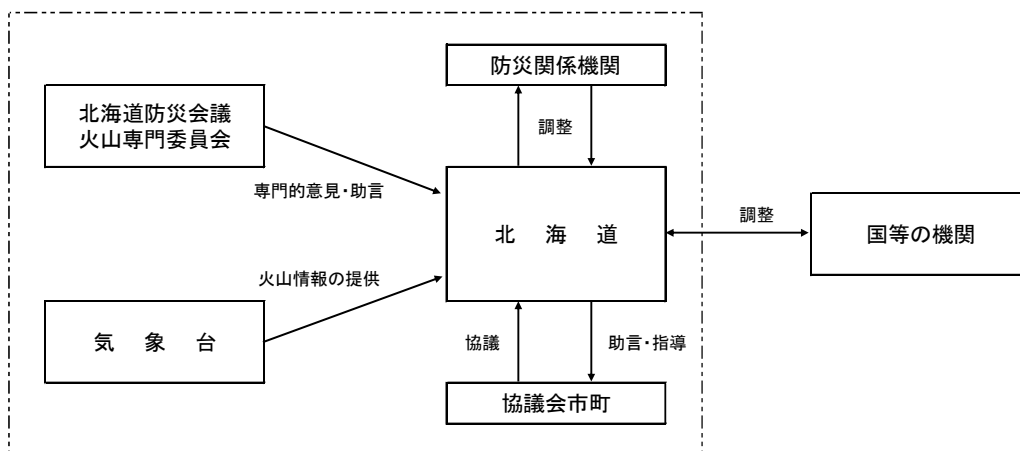 防災関係機関
北海道防災会議
火山専門委員会
調整
専門的意見・助言
北 海 道
調整
国等の機関
火山情報の提供
気 象 台
協議
助言・指導
協議会市町